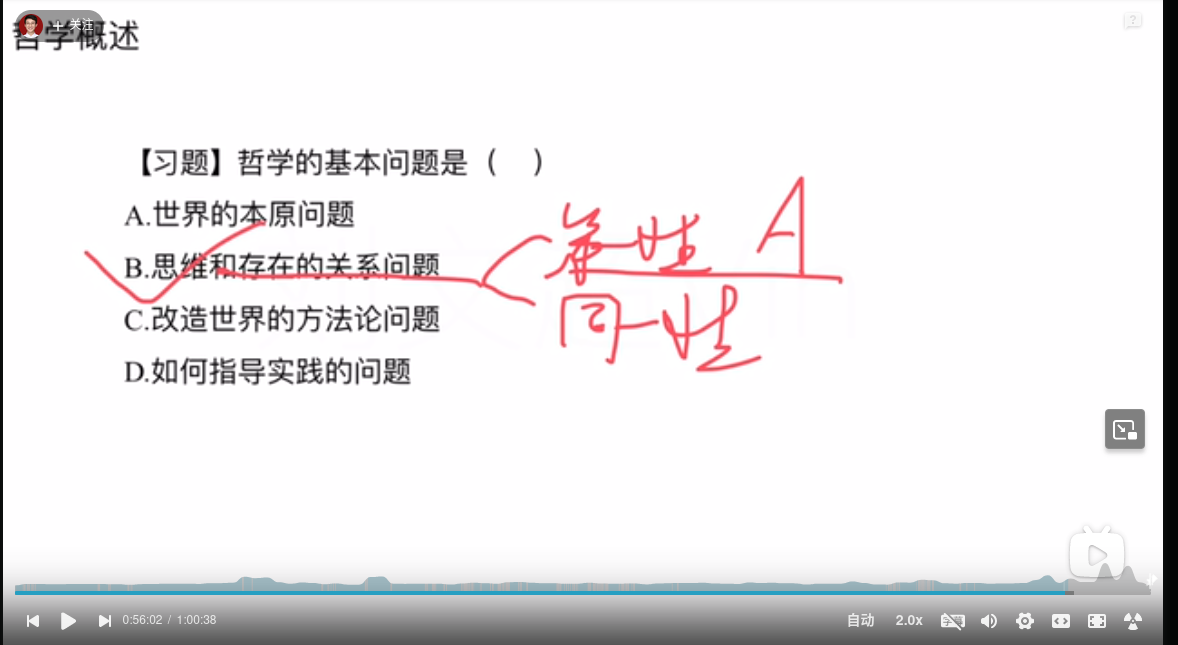 + 关注
哲学概述
【习题】哲学的基本问题是（ ）
A.世界的本原问题
B.思维和存在的关系问题
C.改造世界的方法论问题
D.如何指导实践的问题
第一性 A
同一性
0:56:02 / 1:00:38
自动 2.0x 字幕